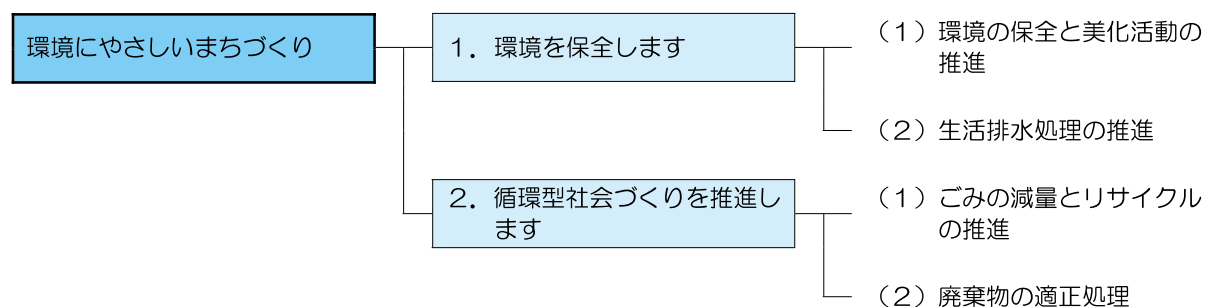 環境にやさしいまちづくり
１．環境を保全します
（１）環境の保全と美化活動の
推進
（２）生活排水処理の推進
２．循環型社会づくりを推進し
ます
（１）ごみの減量とリサイクル
の推進
（２）廃棄物の適正処理